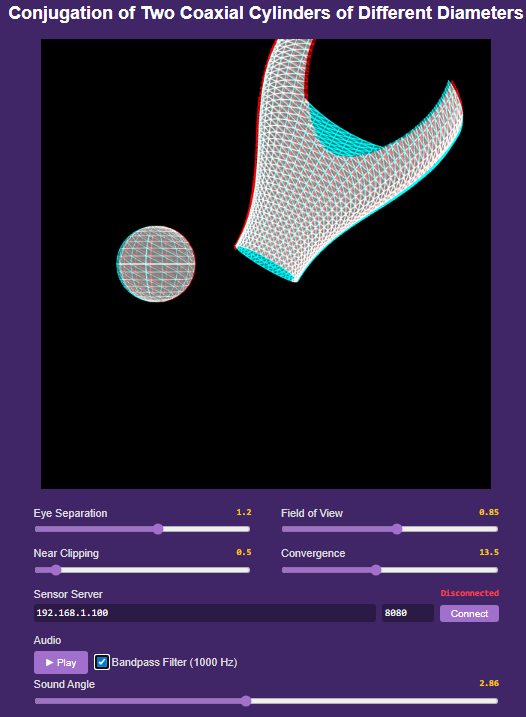 Conjugation of Two Coaxial Cylinders of Different Diameters
Eye Separation 1.2
Field of View 0.85
Near Clipping 0.5
Convergence 13.5
Sensor Server Disconnected
192.168.1.100 8080 Connect
Audio
▶ Play Bandpass Filter (1000 Hz)
Sound Angle 2.86